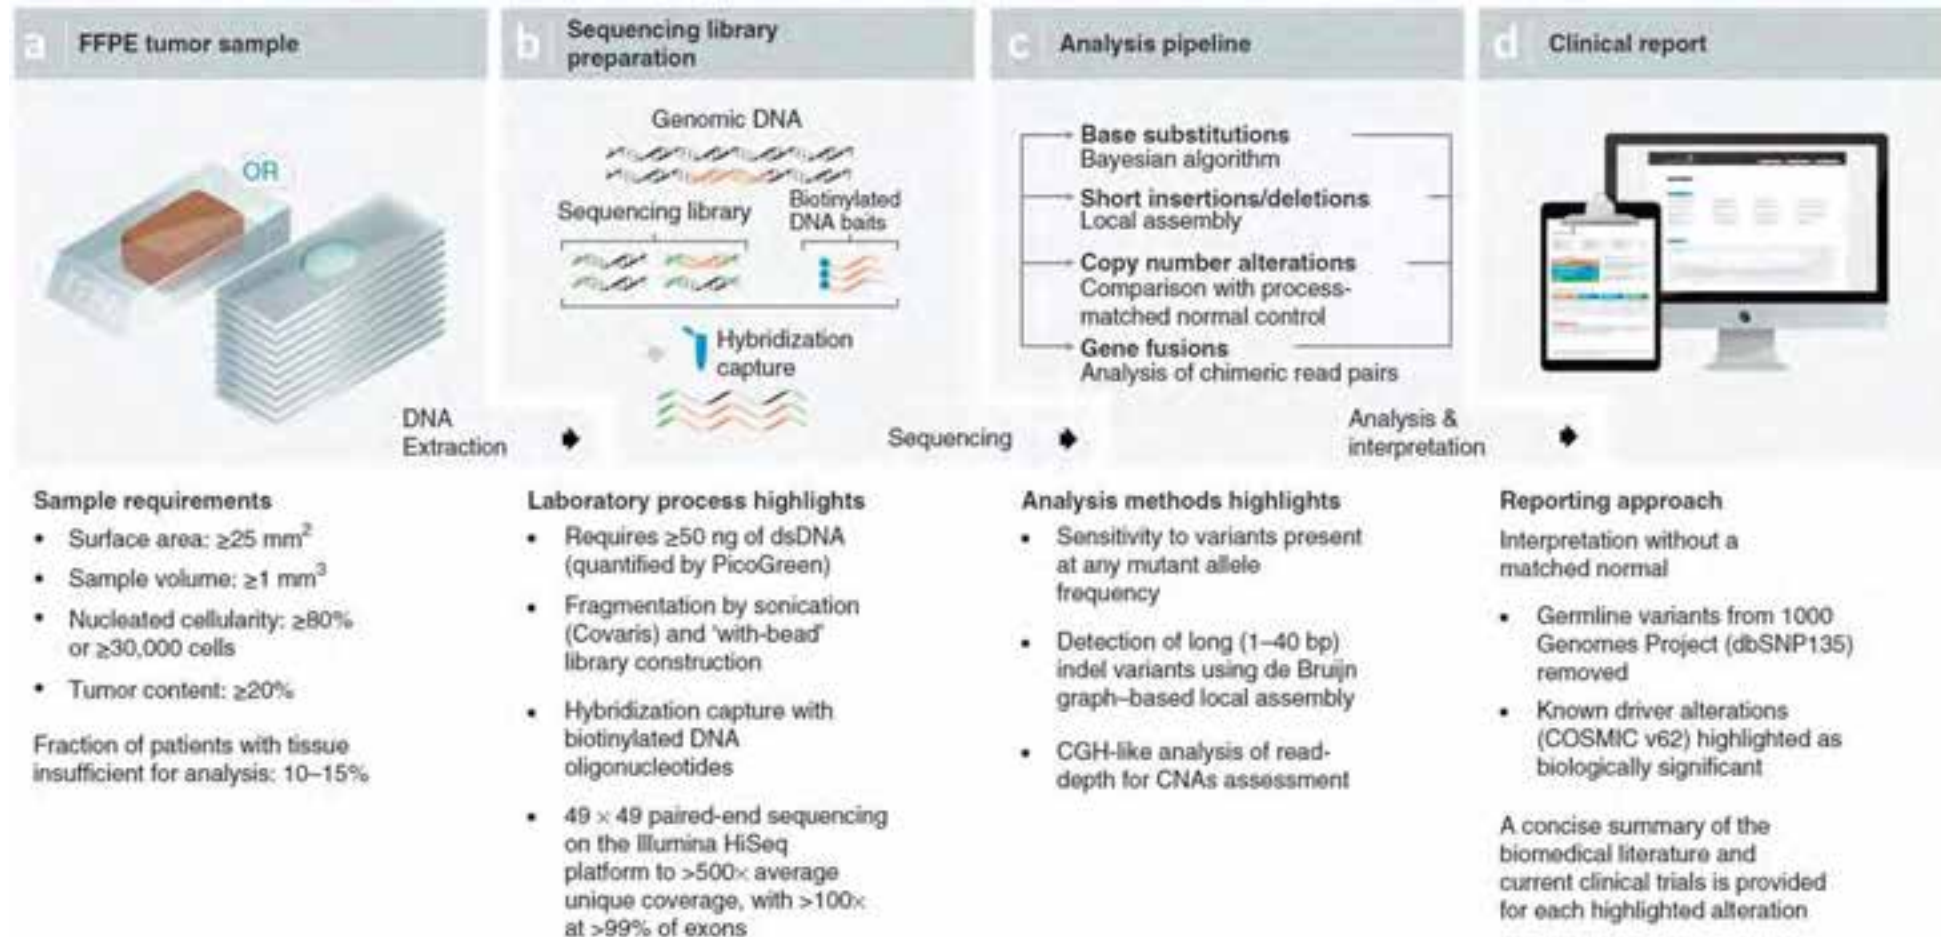 a FFPE tumor sample
OR
DNA
Extraction
Sample requirements
• Surface area: ≥25 mm²
• Sample volume: ≥1 mm³
• Nucleated cellularity: ≥80%
or ≥30,000 cells
• Tumor content: ≥20%
Fraction of patients with tissue
insufficient for analysis: 10–15%
b Sequencing library
preparation
Genomic DNA
Sequencing library
Biotinylated
DNA baits
Hybridization
capture
Sequencing
Laboratory process highlights
• Requires ≥50 ng of dsDNA
(quantified by PicoGreen)
• Fragmentation by sonication
(Covaris) and 'with-bead'
library construction
• Hybridization capture with
biotinylated DNA
oligonucleotides
• 49 × 49 paired-end sequencing
on the Illumina HiSeq
platform to >500× average
unique coverage, with >100×
at >99% of exons
c Analysis pipeline
Base substitutions
Bayesian algorithm
Short insertions/deletions
Local assembly
Copy number alterations
Comparison with process-
matched normal control
Gene fusions
Analysis of chimeric read pairs
Analysis &
interpretation
Analysis methods highlights
• Sensitivity to variants present
at any mutant allele
frequency
• Detection of long (1–40 bp)
indel variants using de Bruijn
graph–based local assembly
• CGH-like analysis of read-
depth for CNAs assessment
d Clinical report
Reporting approach
Interpretation without a
matched normal
• Germline variants from 1000
Genomes Project (dbSNP135)
removed
• Known driver alterations
(COSMIC v62) highlighted as
biologically significant
A concise summary of the
biomedical literature and
current clinical trials is provided
for each highlighted alteration